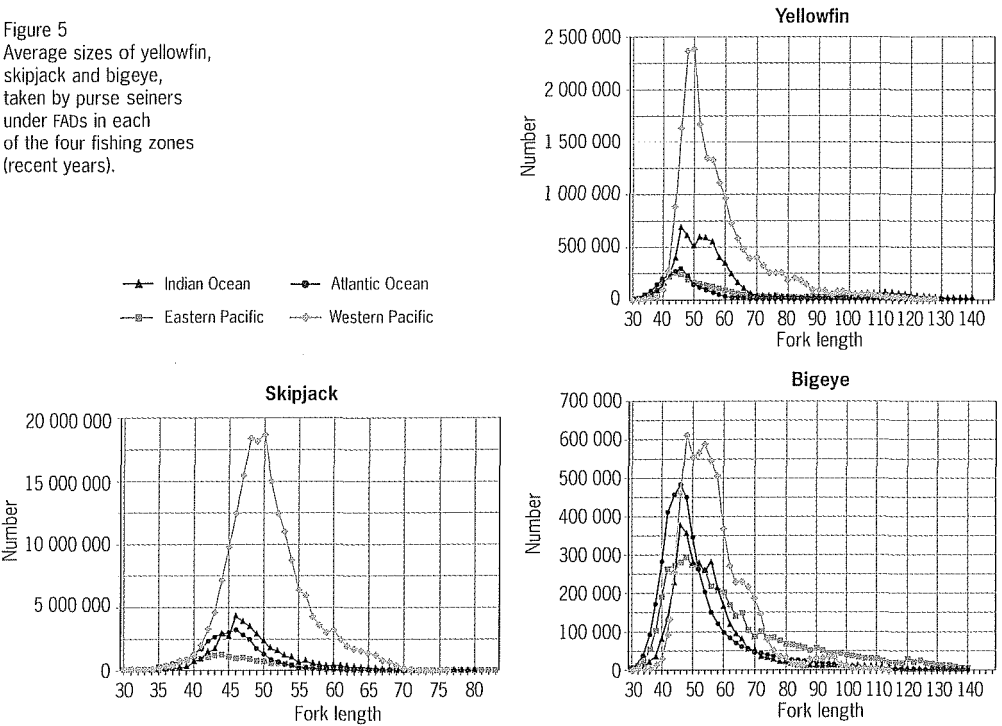 Figure 5
Average sizes of yellowfin,
skipjack and bigeye,
taken by purse seiners
under FADs in each
of the four fishing zones
(recent years).
Indian Ocean Atlantic Ocean
Eastern Pacific Western Pacific
Yellowfin
2 500 000
2 000 000
1 500 000
1 000 000
500 000
0
Number
30 40 50 60 70 80 90 100 110 120 130 140
Fork length
Skipjack
20 000 000
15 000 000
10 000 000
5 000 000
0
Number
30 35 40 45 50 55 60 65 70 75 80
Fork length
Bigeye
700 000
600 000
500 000
400 000
300 000
200 000
100 000
0
Number
30 40 50 60 70 80 90 100 110 120 130 140
Fork length